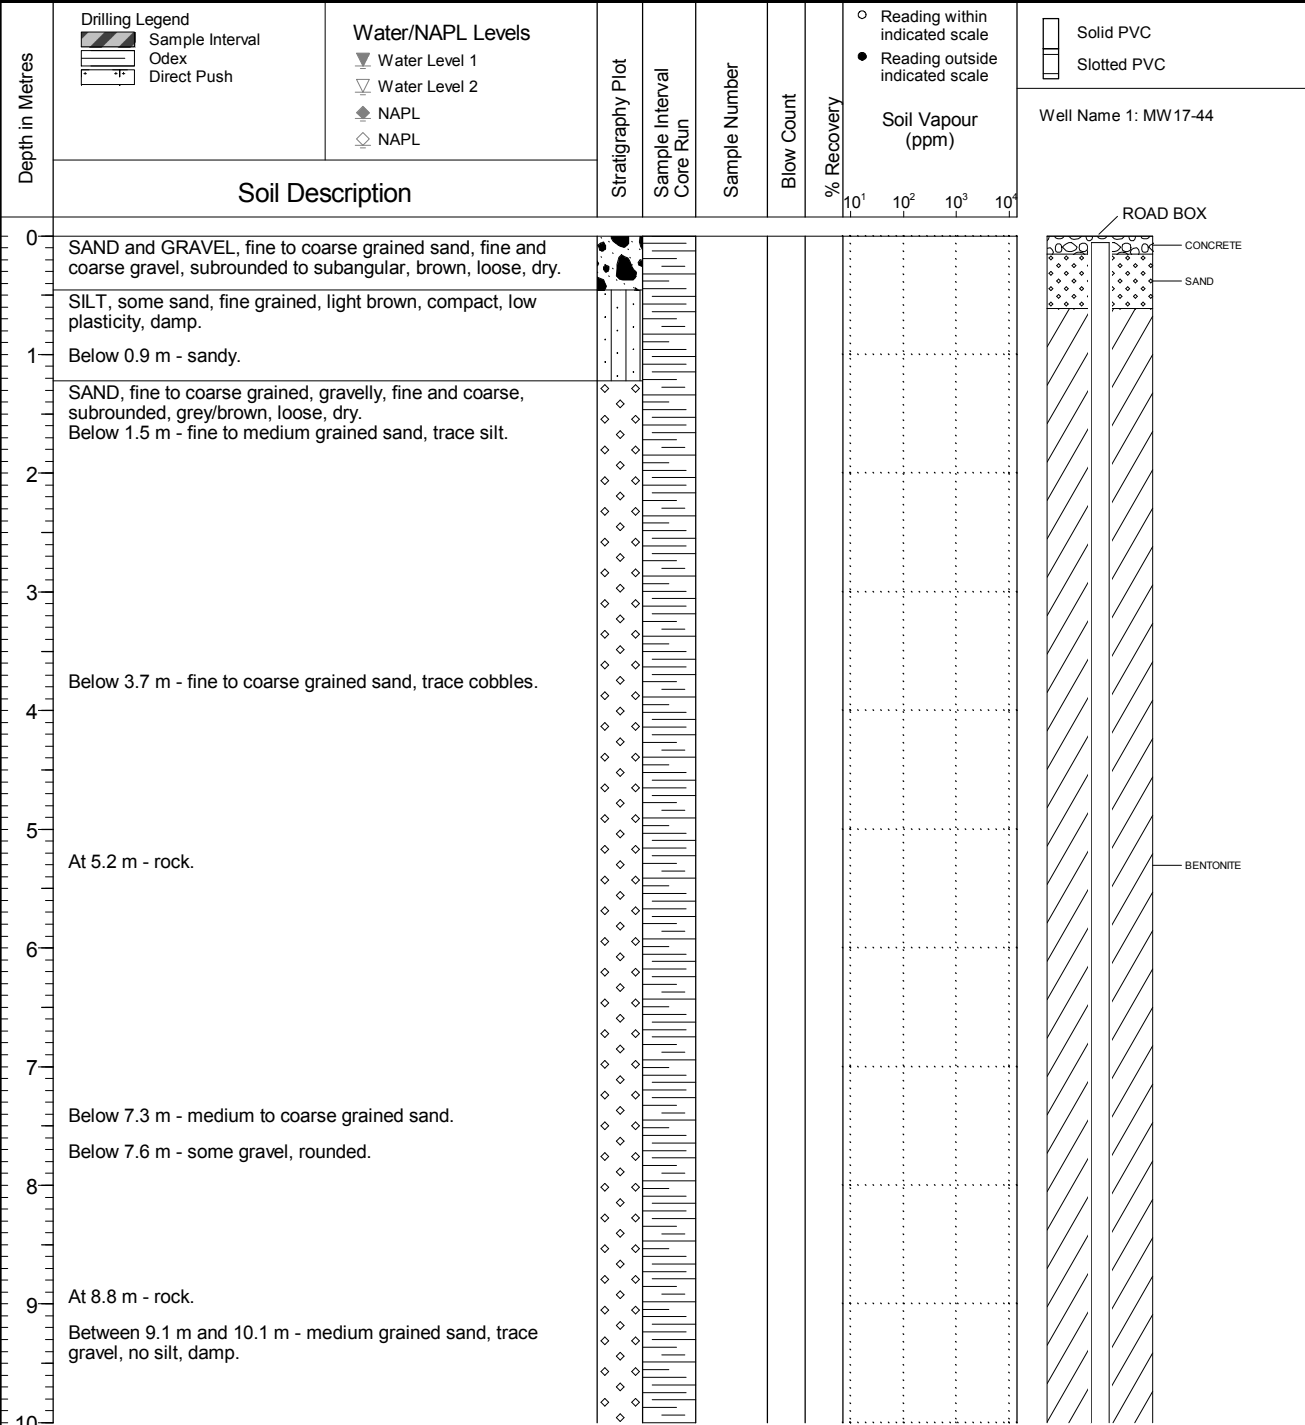 Depth in Metres
Drilling Legend
Sample Interval
Odex
Direct Push
Water/NAPL Levels
Water Level 1
Water Level 2
NAPL
NAPL
Soil Description
Stratigraphy Plot
Sample Interval
Core Run
Sample Number
Blow Count
% Recovery
Reading within
indicated scale
Reading outside
indicated scale
Soil Vapour
(ppm)
10¹ 10² 10³ 10⁴
Solid PVC
Slotted PVC
Well Name 1: MW17-44
ROAD BOX
CONCRETE
SAND
BENTONITE
0
SAND and GRAVEL, fine to coarse grained sand, fine and
coarse gravel, subrounded to subangular, brown, loose, dry.
SILT, some sand, fine grained, light brown, compact, low
plasticity, damp.
1
Below 0.9 m - sandy.
SAND, fine to coarse grained, gravelly, fine and coarse,
subrounded, grey/brown, loose, dry.
Below 1.5 m - fine to medium grained sand, trace silt.
2
3
Below 3.7 m - fine to coarse grained sand, trace cobbles.
4
5
At 5.2 m - rock.
6
7
Below 7.3 m - medium to coarse grained sand.
Below 7.6 m - some gravel, rounded.
8
At 8.8 m - rock.
9
Between 9.1 m and 10.1 m - medium grained sand, trace
gravel, no silt, damp.
10